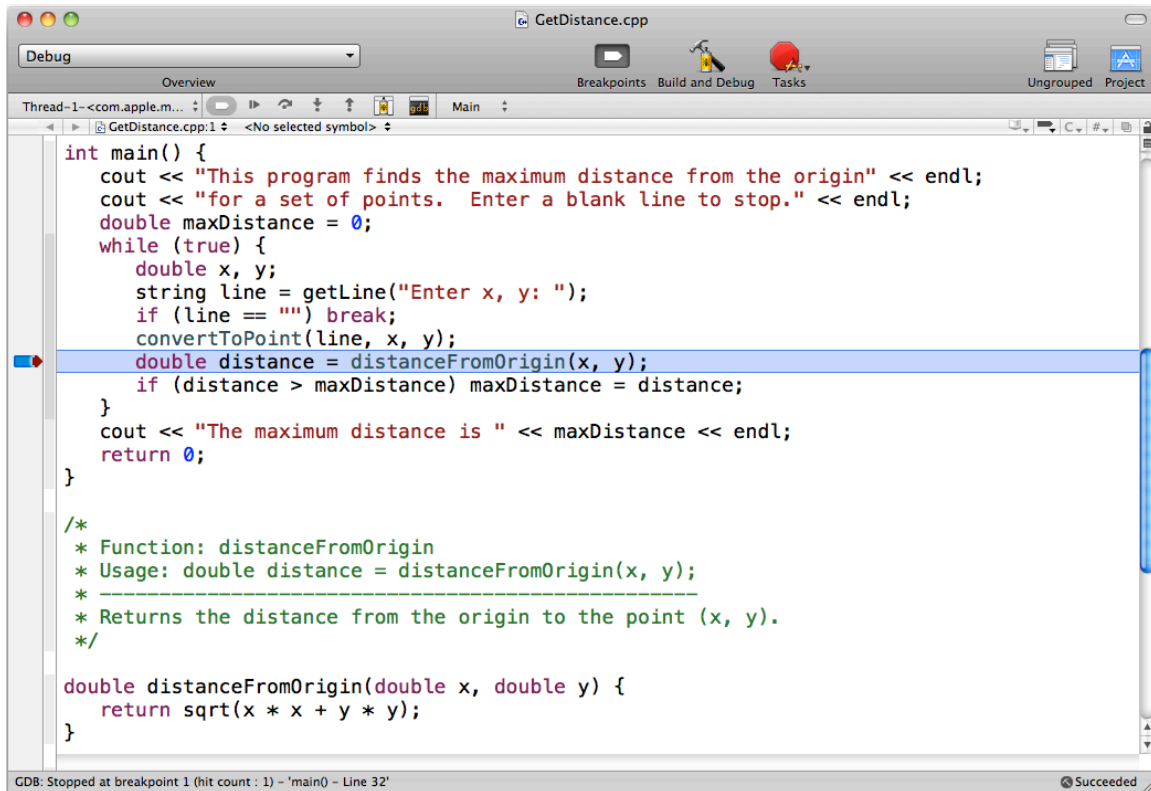 GetDistance.cpp
Debug
Overview
Breakpoints Build and Debug Tasks
Ungrouped Project
Thread-1-<com.apple.m... gdb Main
GetDistance.cpp:1 <No selected symbol> C #
int main() {
   cout << "This program finds the maximum distance from the origin" << endl;
   cout << "for a set of points.  Enter a blank line to stop." << endl;
   double maxDistance = 0;
   while (true) {
      double x, y;
      string line = getLine("Enter x, y: ");
      if (line == "") break;
      convertToPoint(line, x, y);
      double distance = distanceFromOrigin(x, y);
      if (distance > maxDistance) maxDistance = distance;
   }
   cout << "The maximum distance is " << maxDistance << endl;
   return 0;
}
/*
 * Function: distanceFromOrigin
 * Usage: double distance = distanceFromOrigin(x, y);
 * --------------------------------------------------
 * Returns the distance from the origin to the point (x, y).
 */
double distanceFromOrigin(double x, double y) {
   return sqrt(x * x + y * y);
}
GDB: Stopped at breakpoint 1 (hit count : 1) - 'main() - Line 32' Succeeded